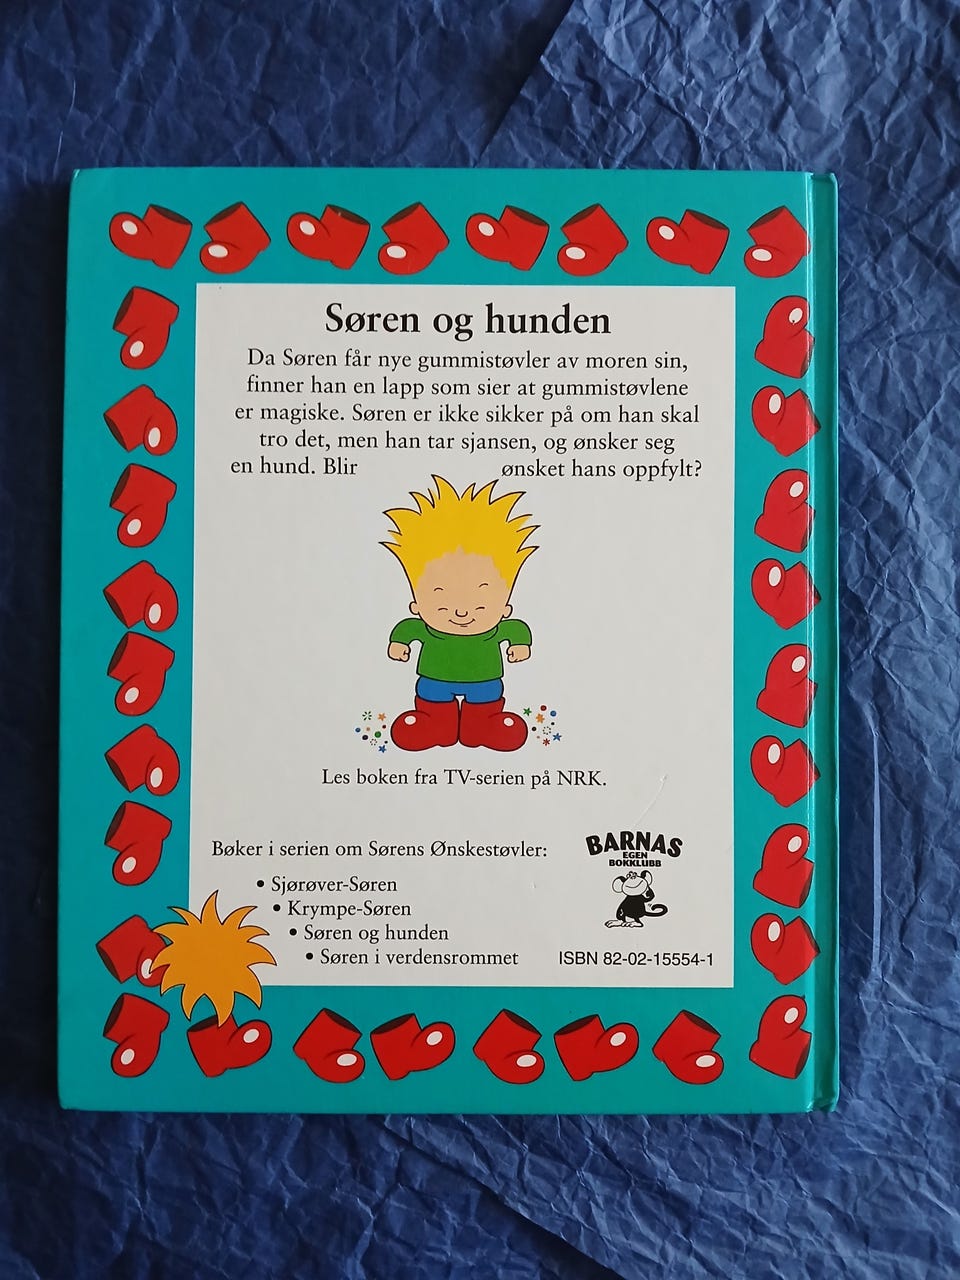 Søren og hunden
Da Søren får nye gummistøvler av moren sin,
finner han en lapp som sier at gummistøvlene
er magiske. Søren er ikke sikker på om han skal
tro det, men han tar sjansen, og ønsker seg
en hund. Blir ønsket hans oppfylt?
Les boken fra TV-serien på NRK.
Bøker i serien om Sørens Ønskestøvler:
• Sjørøver-Søren
• Krympe-Søren
• Søren og hunden
• Søren i verdensrommet
BARNAS
EGEN
BOKKLUBB
ISBN 82-02-15554-1